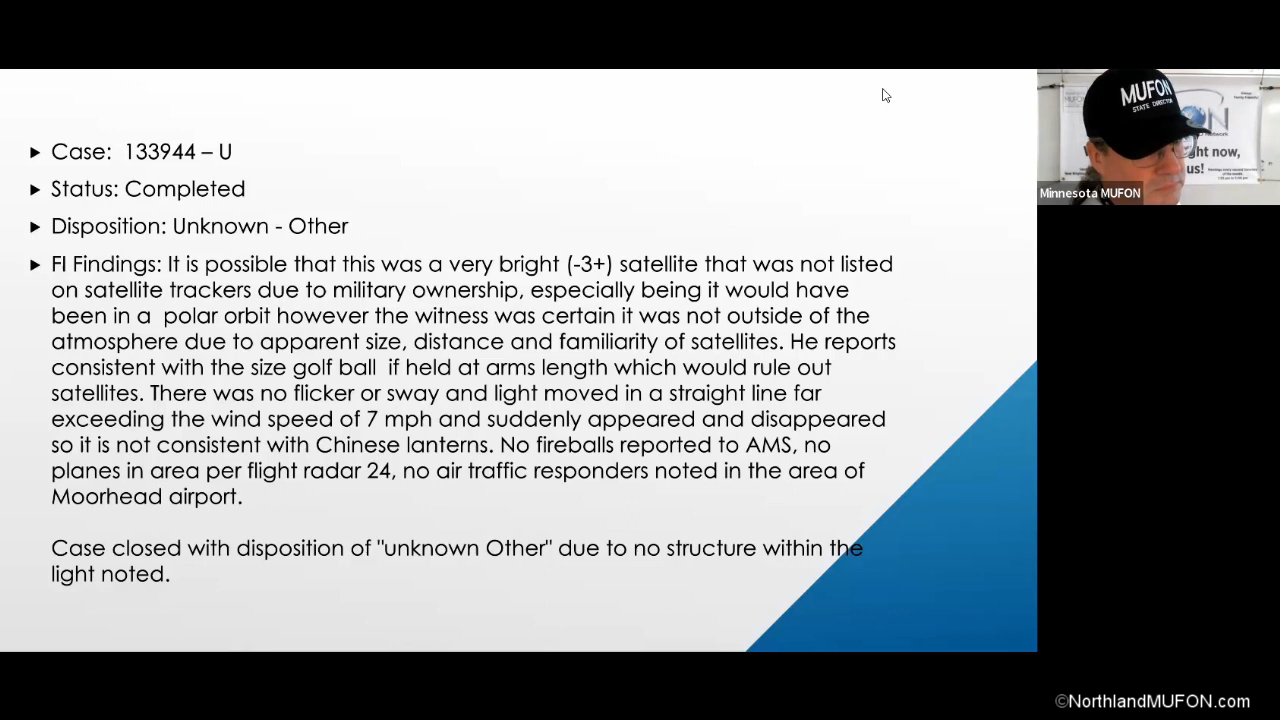 Case: 133944 – U
Status: Completed
Disposition: Unknown - Other
FI Findings: It is possible that this was a very bright (-3+) satellite that was not listed
on satellite trackers due to military ownership, especially being it would have
been in a polar orbit however the witness was certain it was not outside of the
atmosphere due to apparent size, distance and familiarity of satellites. He reports
consistent with the size golf ball if held at arms length which would rule out
satellites. There was no flicker or sway and light moved in a straight line far
exceeding the wind speed of 7 mph and suddenly appeared and disappeared
so it is not consistent with Chinese lanterns. No fireballs reported to AMS, no
planes in area per flight radar 24, no air traffic responders noted in the area of
Moorhead airport.
Case closed with disposition of "unknown Other" due to no structure within the
light noted.
MUFON
STATE DIRECTOR
ght now,
us!
Minnesota MUFON
©NorthlandMUFON.com